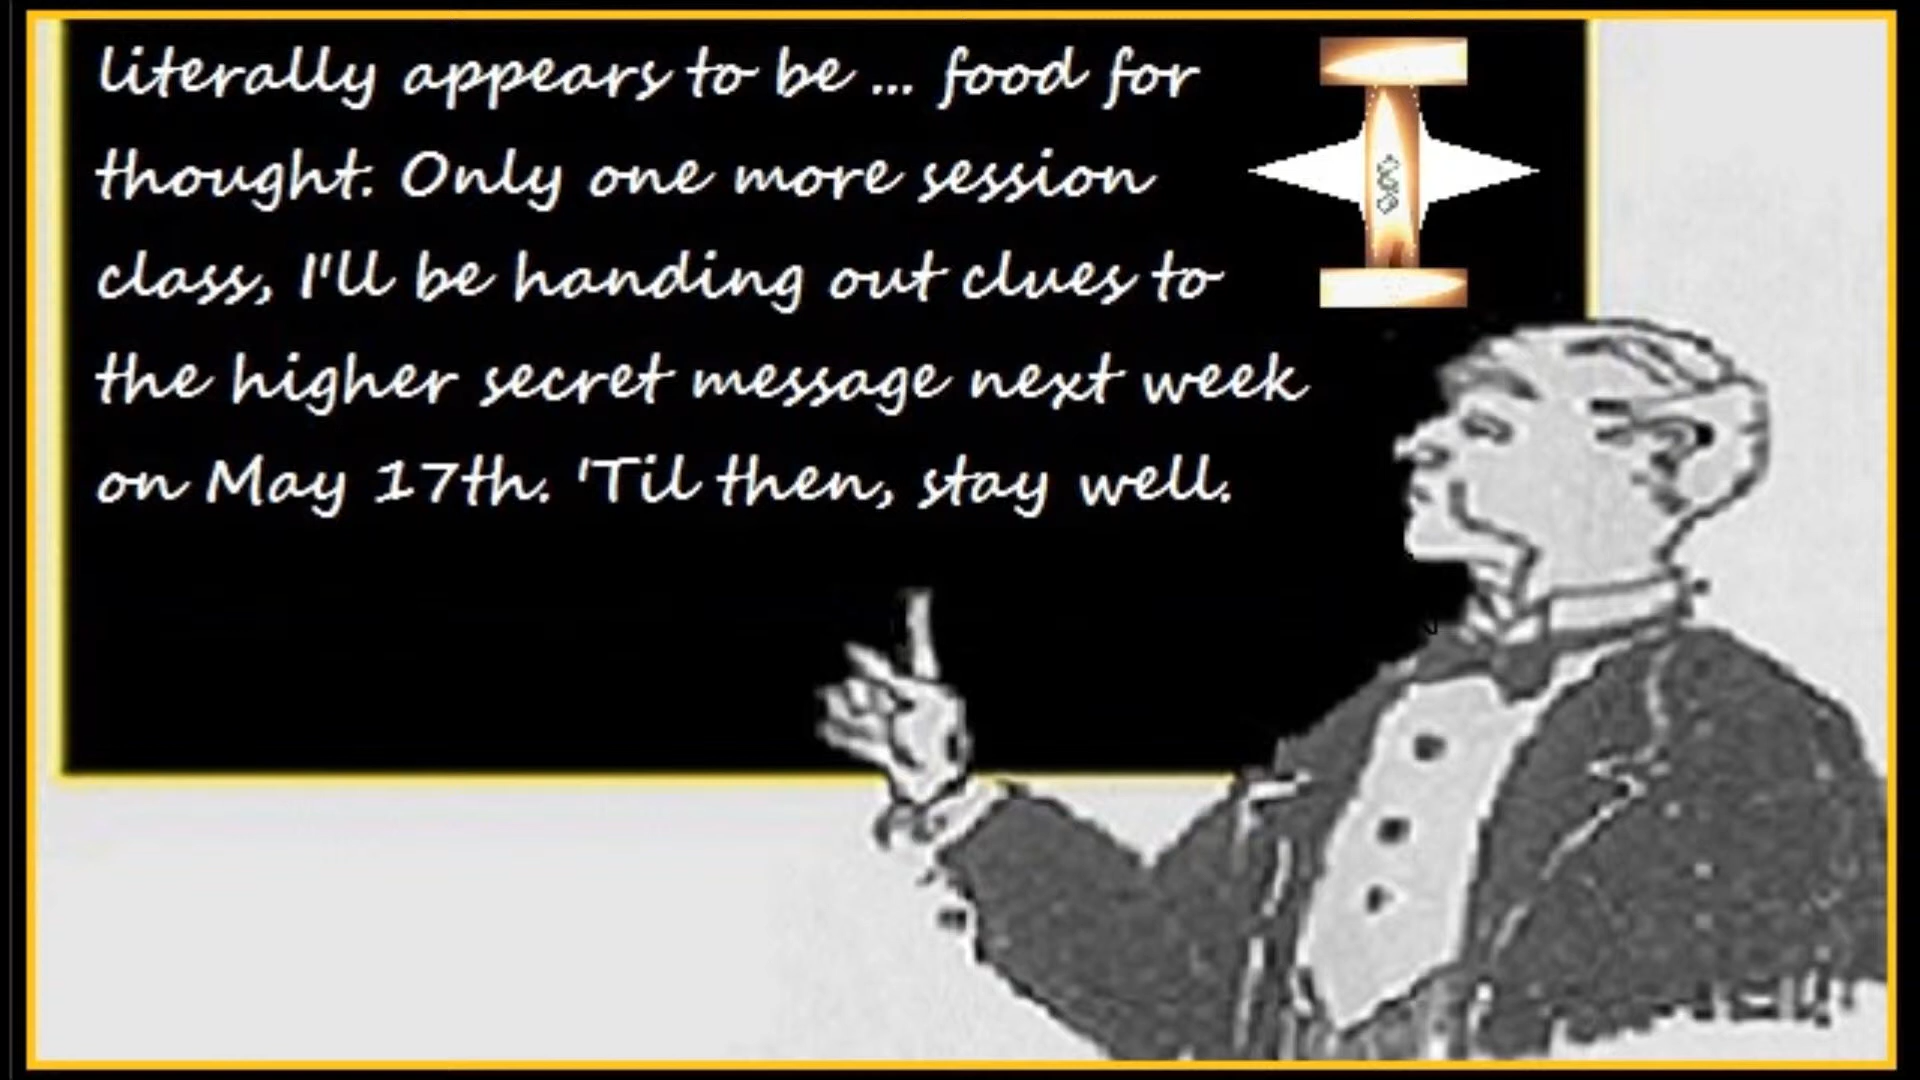 literally appears to be ... food for
thought. Only one more session
class, I'll be handing out clues to
the higher secret message next week
on May 17th. 'Til then, stay well.